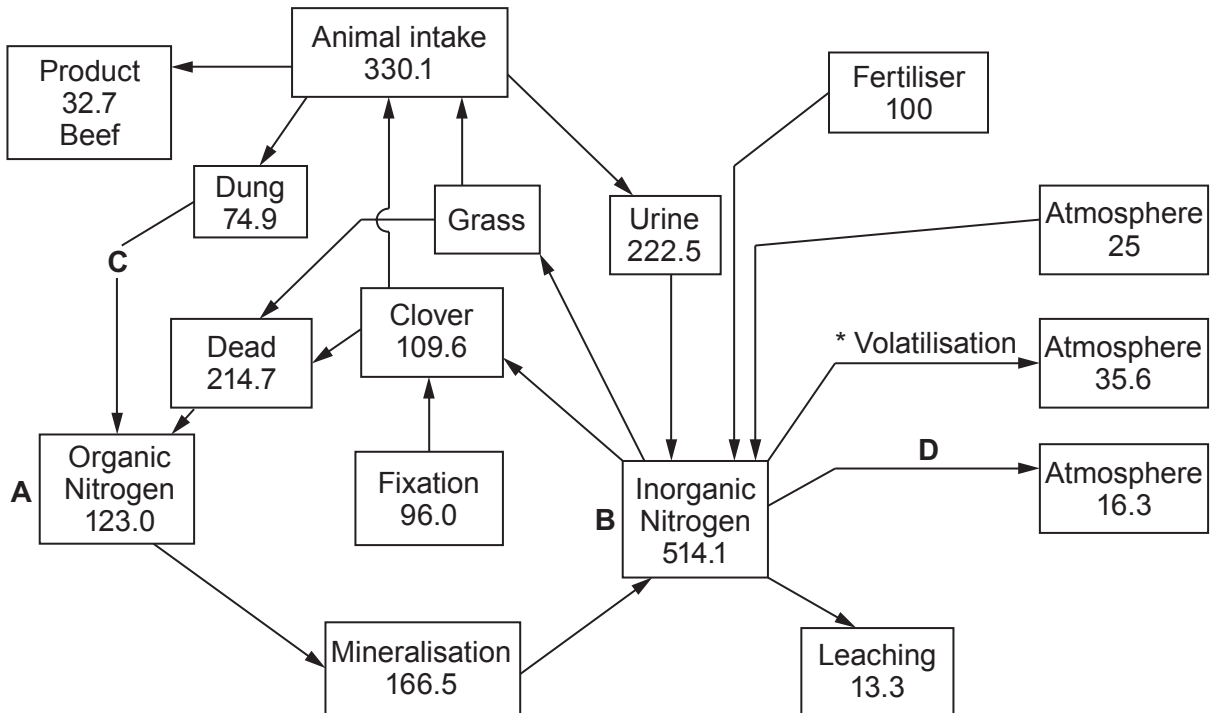 Animal intake
330.1
Product
32.7
Beef
Fertiliser
100
Dung
74.9
Grass
Urine
222.5
Atmosphere
25
C
Clover
109.6
* Volatilisation
Atmosphere
35.6
Dead
214.7
A
Organic
Nitrogen
123.0
Fixation
96.0
B
Inorganic
Nitrogen
514.1
D
Atmosphere
16.3
Mineralisation
166.5
Leaching
13.3